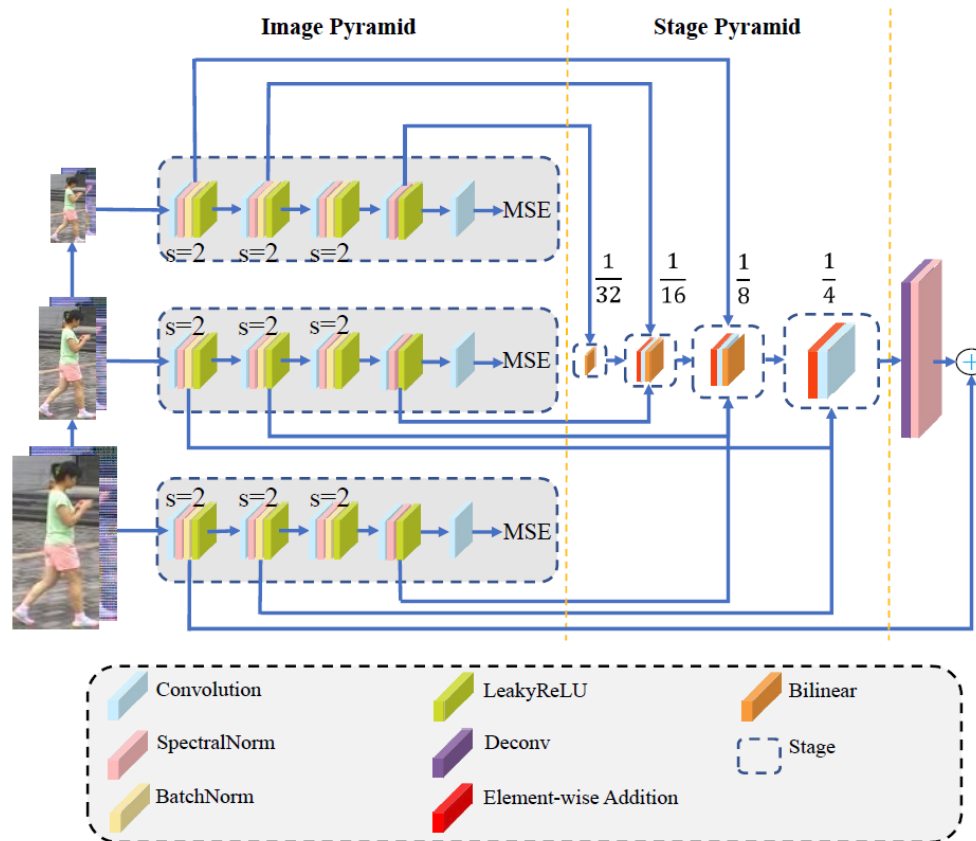 Image Pyramid
Stage Pyramid
MSE
s=2 s=2 s=2
1/32
1/16
1/8
1/4
s=2 s=2 s=2
MSE
+
s=2 s=2 s=2
MSE
Convolution
LeakyReLU
Bilinear
SpectralNorm
Deconv
Stage
BatchNorm
Element-wise Addition